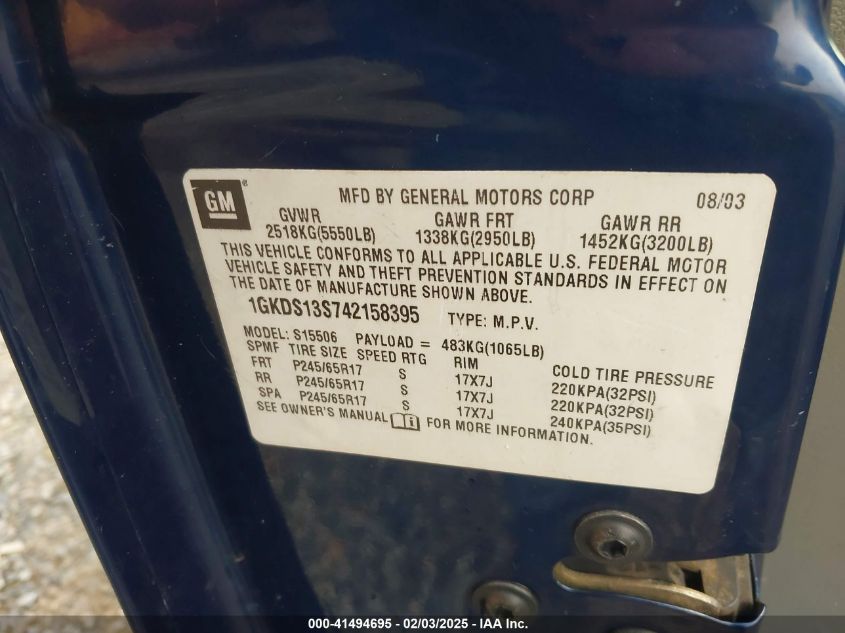 GM ®
MFD BY GENERAL MOTORS CORP 08/03
GVWR GAWR FRT GAWR RR
2518KG(5550LB) 1338KG(2950LB) 1452KG(3200LB)
THIS VEHICLE CONFORMS TO ALL APPLICABLE U.S. FEDERAL MOTOR
VEHICLE SAFETY AND THEFT PREVENTION STANDARDS IN EFFECT ON
THE DATE OF MANUFACTURE SHOWN ABOVE.
1GKDS13S742158395 TYPE: M.P.V.
MODEL: S15506 PAYLOAD = 483KG(1065LB)
SPMF TIRE SIZE SPEED RTG RIM COLD TIRE PRESSURE
FRT P245/65R17 S 17X7J 220KPA(32PSI)
RR P245/65R17 S 17X7J 220KPA(32PSI)
SPA P245/65R17 S 17X7J 240KPA(35PSI)
SEE OWNER'S MANUAL FOR MORE INFORMATION.
000-41494695 - 02/03/2025 - Copyright IAA, Inc.